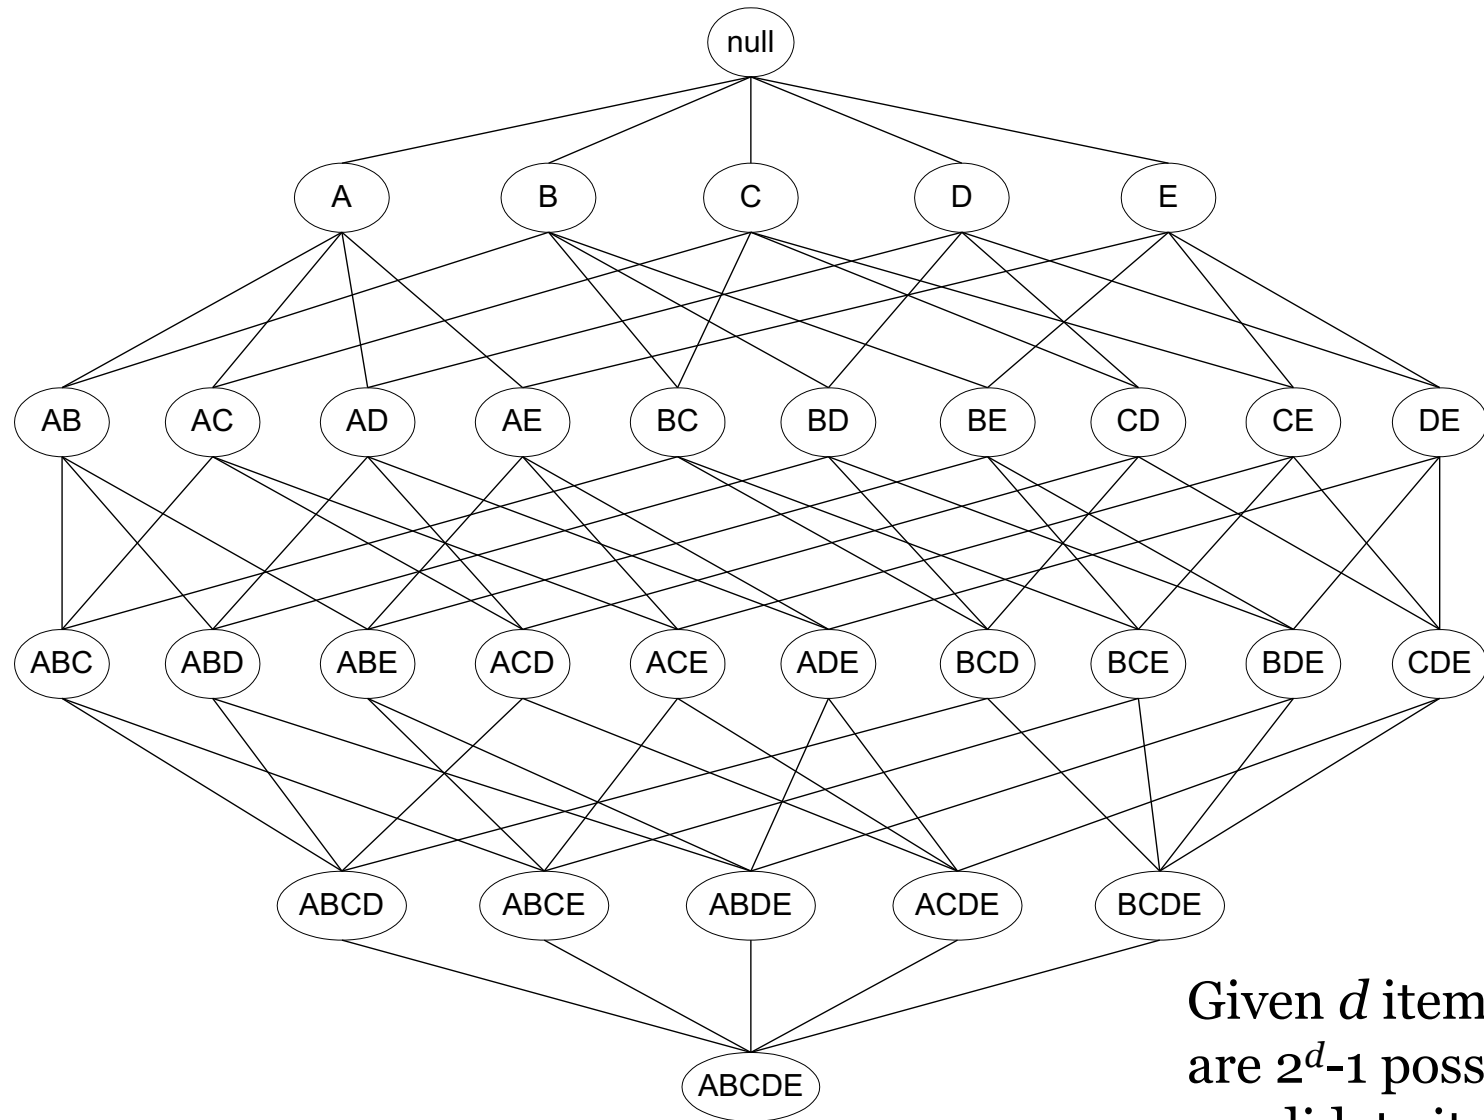 null
A B C D E
AB AC AD AE BC BD BE CD CE DE
ABC ABD ABE ACD ACE ADE BCD BCE BDE CDE
ABCD ABCE ABDE ACDE BCDE
ABCDE
Given d item
are 2ᵈ-1 poss